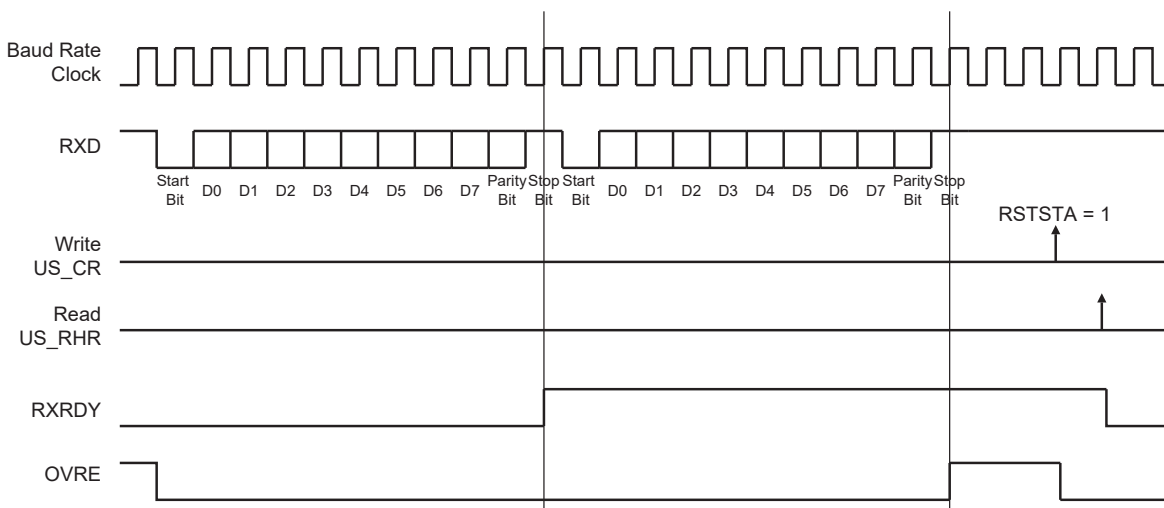 Baud Rate
Clock
RXD
Start
Bit
D0
D1
D2
D3
D4
D5
D6
D7
Parity
Bit
Stop
Bit
Start
Bit
D0
D1
D2
D3
D4
D5
D6
D7
Parity
Bit
Stop
Bit
RSTSTA = 1
Write
US_CR
Read
US_RHR
RXRDY
OVRE